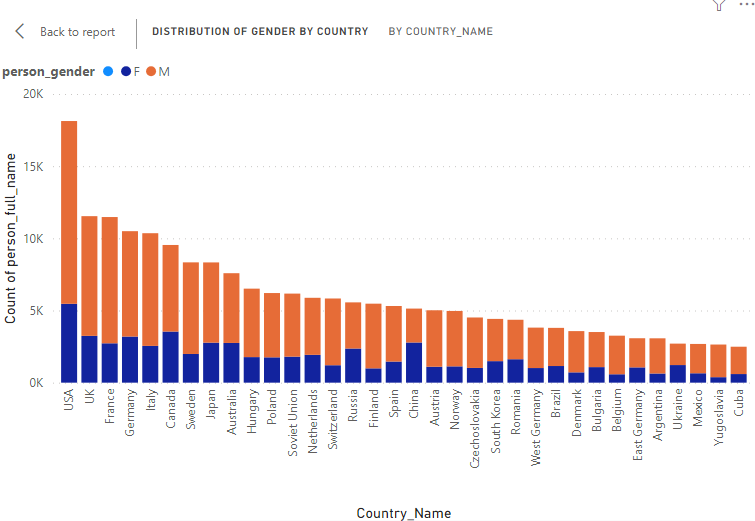 Back to report
DISTRIBUTION OF GENDER BY COUNTRY
BY COUNTRY_NAME
person_gender F M
20K
15K
10K
5K
0K
Count of person_full_name
USA
UK
France
Germany
Italy
Canada
Sweden
Japan
Australia
Hungary
Poland
Soviet Union
Netherlands
Switzerland
Russia
Finland
Spain
China
Austria
Norway
Czechoslovakia
South Korea
Romania
West Germany
Brazil
Denmark
Bulgaria
Belgium
East Germany
Argentina
Ukraine
Mexico
Yugoslavia
Cuba
Country_Name